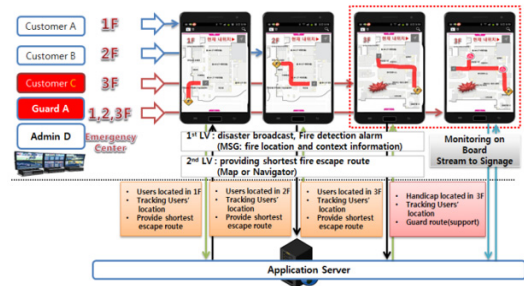 Customer A
1F
Customer B
2F
Customer C
3F
Guard A
1,2,3F
Admin D
Emergency
Center
1F
2F
3F
3F
1st LV : disaster broadcast, Fire detection alarm
(MSG: fire location and context information)
2nd LV : providing shortest fire escape route
(Map or Navigator)
Monitoring on
Board
Stream to Signage
• Users located in 1F
• Tracking Users'
location
• Provide shortest
escape route
• Users located in 2F
• Tracking Users'
location
• Provide shortest
escape route
• Users located in 3F
• Tracking Users'
location
• Provide shortest
escape route
• Handicap located in 3F
• Tracking Users'
location
• Guard route(support)
Application Server